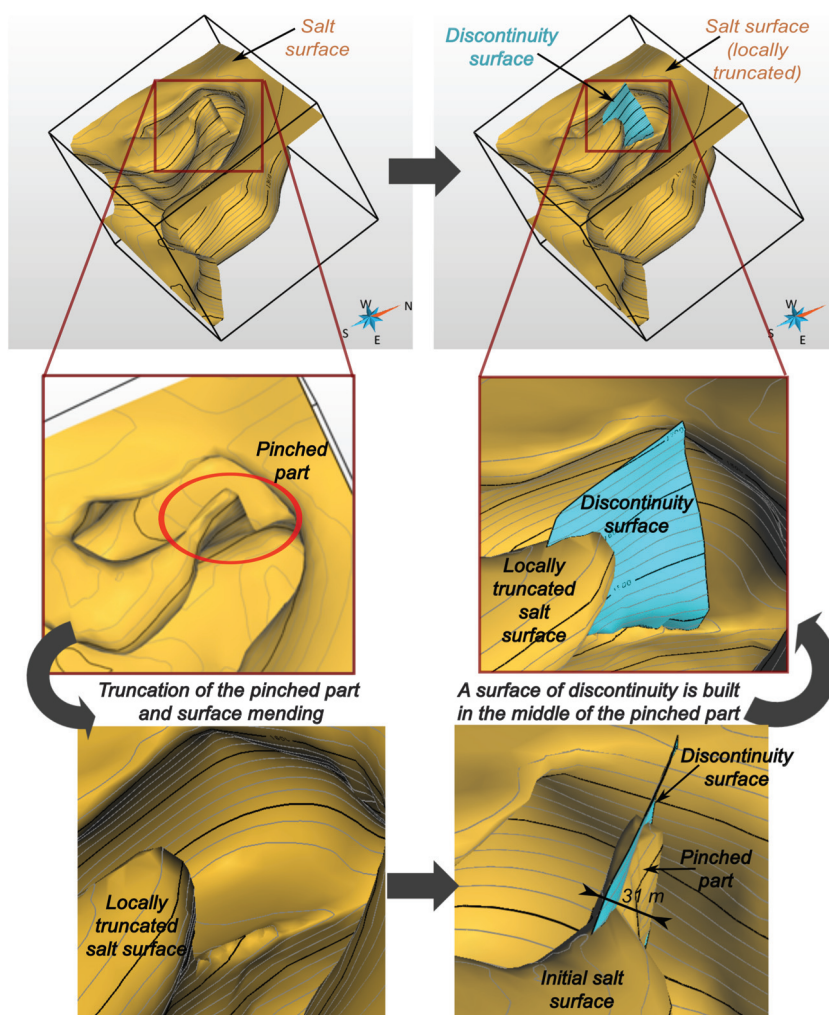 Salt
surface
Discontinuity
surface
Salt surface
(locally
truncated)
W
N
S
E
W
N
S
E
Pinched
part
Discontinuity
surface
Locally
truncated
salt
surface
Truncation of the pinched part
and surface mending
A surface of discontinuity is built
in the middle of the pinched part
Locally
truncated
salt surface
Discontinuity
surface
Pinched
part
31 m
Initial salt
surface